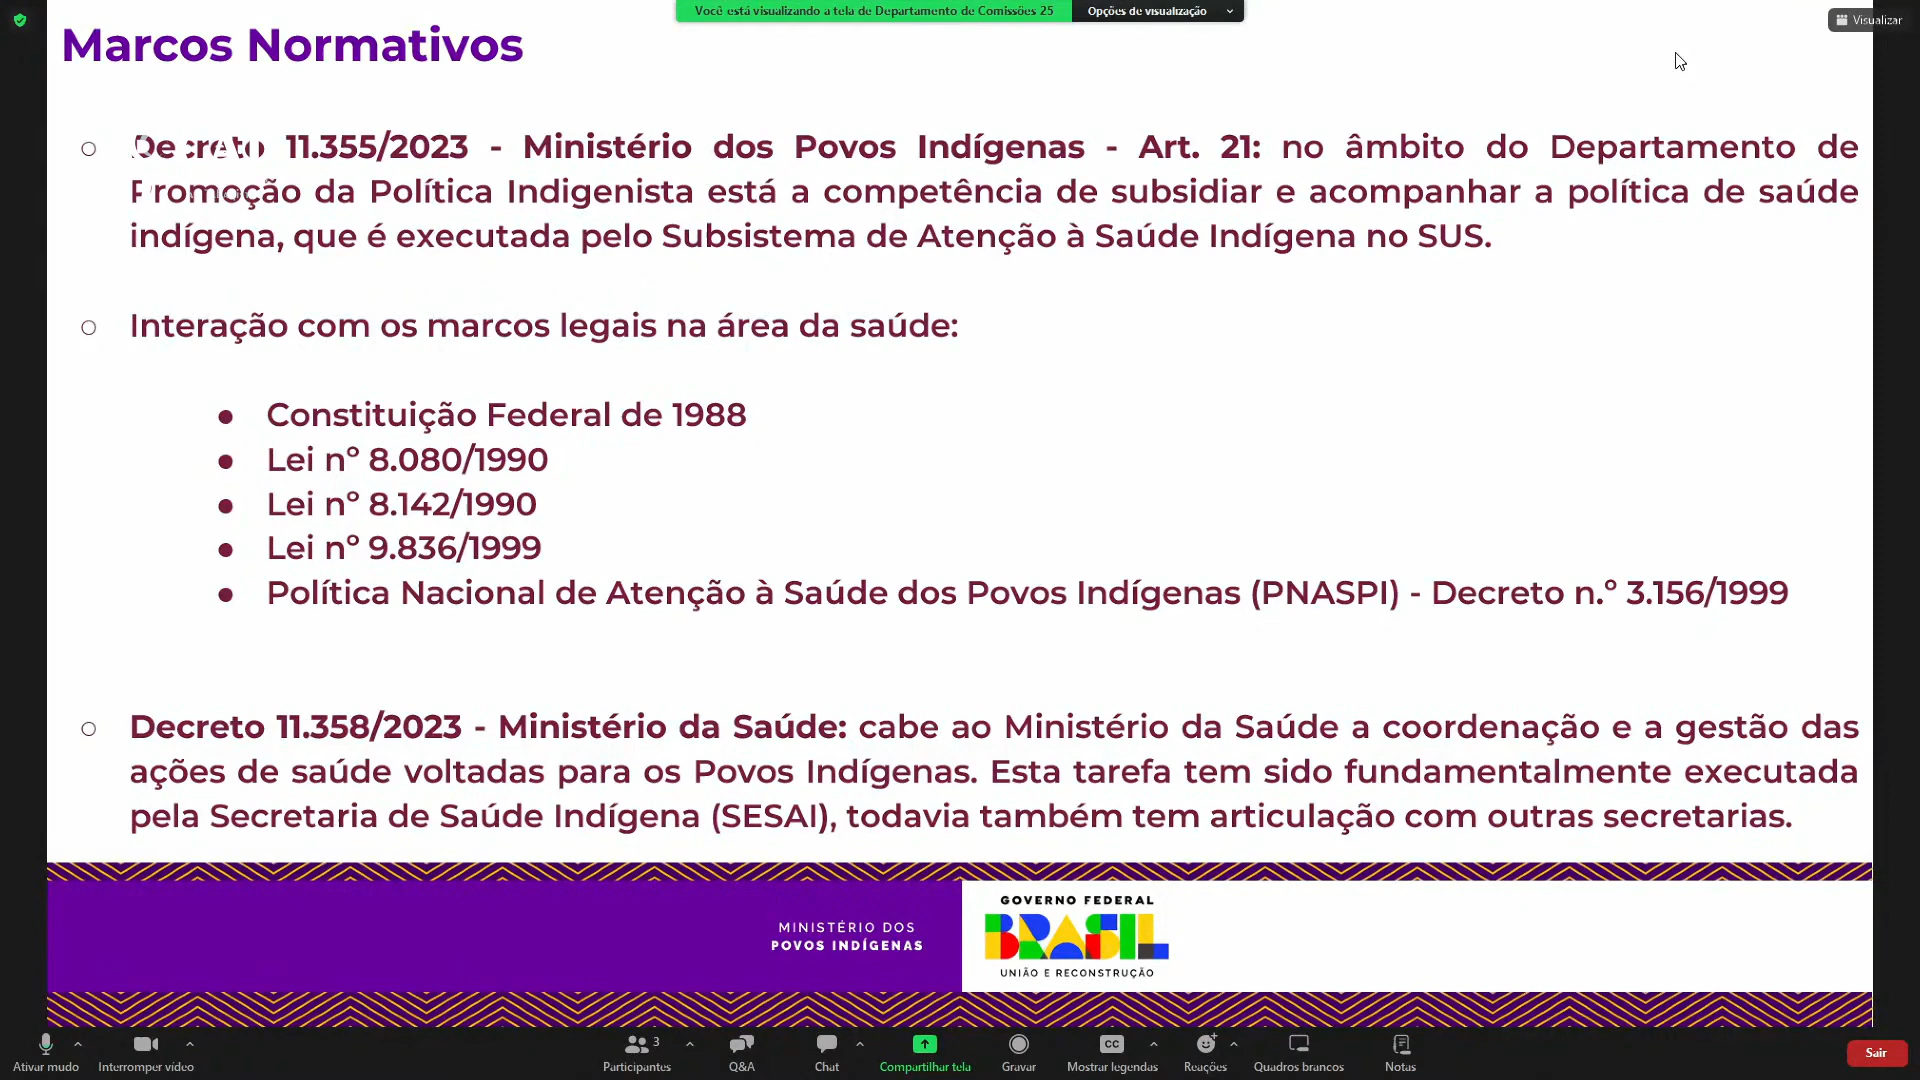 Você está visualizando a tela de Departamento de Comissões 25
Opções de visualização
Visualizar
Marcos Normativos
Decreto 11.355/2023 - Ministério dos Povos Indígenas - Art. 21: no âmbito do Departamento de
Promoção da Política Indigenista está a competência de subsidiar e acompanhar a política de saúde
indígena, que é executada pelo Subsistema de Atenção à Saúde Indígena no SUS.
Interação com os marcos legais na área da saúde:
Constituição Federal de 1988
Lei nº 8.080/1990
Lei nº 8.142/1990
Lei nº 9.836/1999
Política Nacional de Atenção à Saúde dos Povos Indígenas (PNASPI) - Decreto n.º 3.156/1999
Decreto 11.358/2023 - Ministério da Saúde: cabe ao Ministério da Saúde a coordenação e a gestão das
ações de saúde voltadas para os Povos Indígenas. Esta tarefa tem sido fundamentalmente executada
pela Secretaria de Saúde Indígena (SESAI), todavia também tem articulação com outras secretarias.
MINISTÉRIO DOS
POVOS INDÍGENAS
GOVERNO FEDERAL
BRASIL
UNIÃO E RECONSTRUÇÃO
Ativar mudo
Interromper vídeo
Participantes
3
Q&A
Chat
Compartilhar tela
Gravar
CC
Mostrar legendas
Reações
Quadros brancos
Notas
Sair